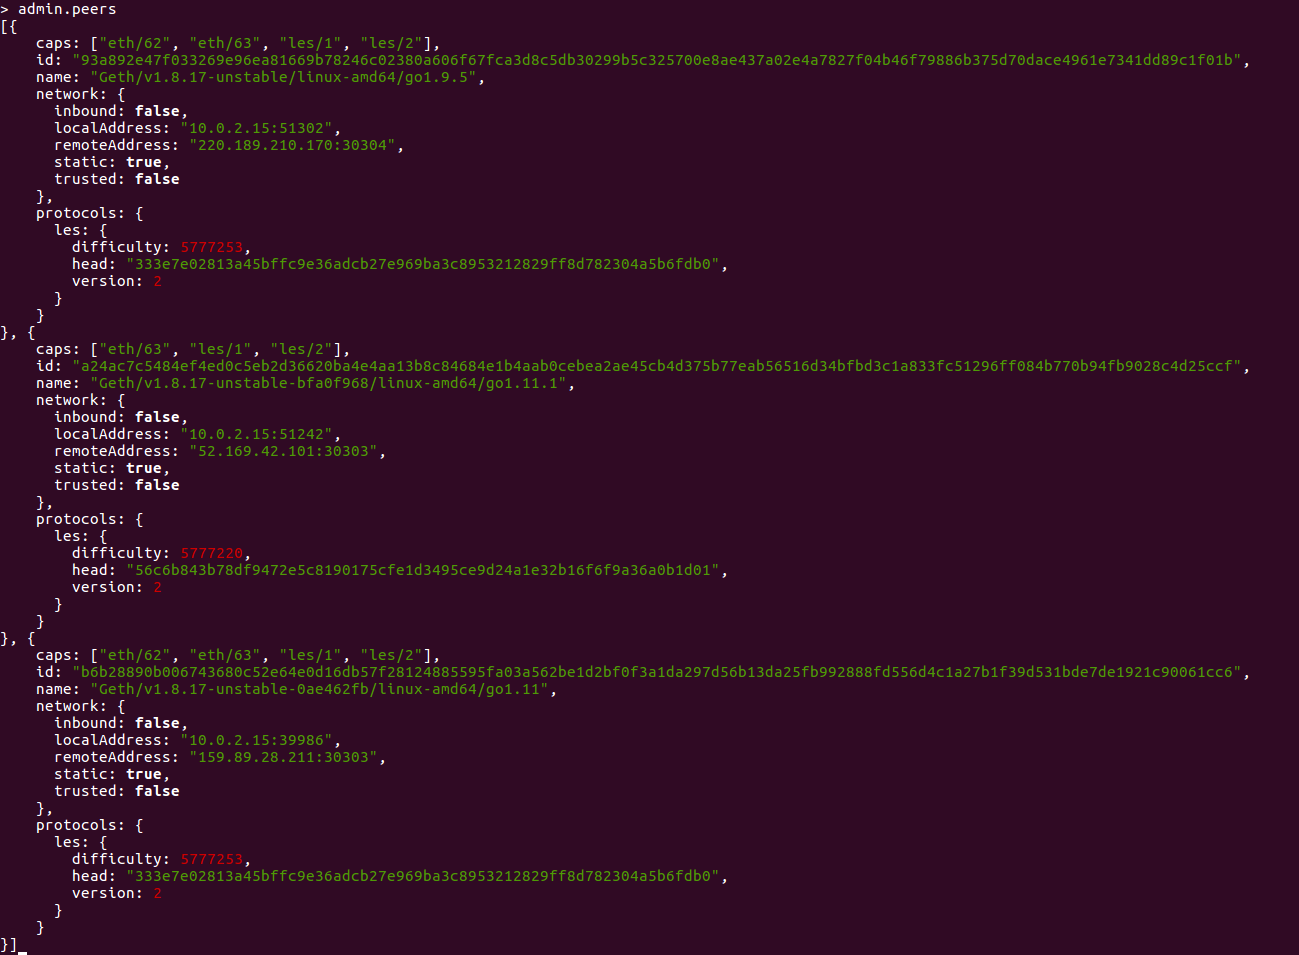 > admin.peers
[{
    caps: ["eth/62", "eth/63", "les/1", "les/2"],
    id: "93a892e47f033269e96ea81669b78246c02380a606f67fca3d8c5db30299b5c325700e8ae437a02e4a7827f04b46f79886b375d70dace4961e7341dd89c1f01b",
    name: "Geth/v1.8.17-unstable/linux-amd64/go1.9.5",
    network: {
      inbound: false,
      localAddress: "10.0.2.15:51302",
      remoteAddress: "220.189.210.170:30304",
      static: true,
      trusted: false
    },
    protocols: {
      les: {
        difficulty: 5777253,
        head: "333e7e02813a45bffc9e36adcb27e969ba3c8953212829ff8d782304a5b6fdb0",
        version: 2
      }
    }
}, {
    caps: ["eth/63", "les/1", "les/2"],
    id: "a24ac7c5484ef4ed0c5eb2d36620ba4e4aa13b8c84684e1b4aab0cebea2ae45cb4d375b77eab56516d34bfbd3c1a833fc51296ff084b770b94fb9028c4d25ccf",
    name: "Geth/v1.8.17-unstable-bfa0f968/linux-amd64/go1.11.1",
    network: {
      inbound: false,
      localAddress: "10.0.2.15:51242",
      remoteAddress: "52.169.42.101:30303",
      static: true,
      trusted: false
    },
    protocols: {
      les: {
        difficulty: 5777220,
        head: "56c6b843b78df9472e5c8190175cfe1d3495ce9d24a1e32b16f6f9a36a0b1d01",
        version: 2
      }
    }
}, {
    caps: ["eth/62", "eth/63", "les/1", "les/2"],
    id: "b6b28890b006743680c52e64e0d16db57f28124885595fa03a562be1d2bf0f3a1da297d56b13da25fb992888fd556d4c1a27b1f39d531bde7de1921c90061cc6",
    name: "Geth/v1.8.17-unstable-0ae462fb/linux-amd64/go1.11",
    network: {
      inbound: false,
      localAddress: "10.0.2.15:39986",
      remoteAddress: "159.89.28.211:30303",
      static: true,
      trusted: false
    },
    protocols: {
      les: {
        difficulty: 5777253,
        head: "333e7e02813a45bffc9e36adcb27e969ba3c8953212829ff8d782304a5b6fdb0",
        version: 2
      }
    }
}]